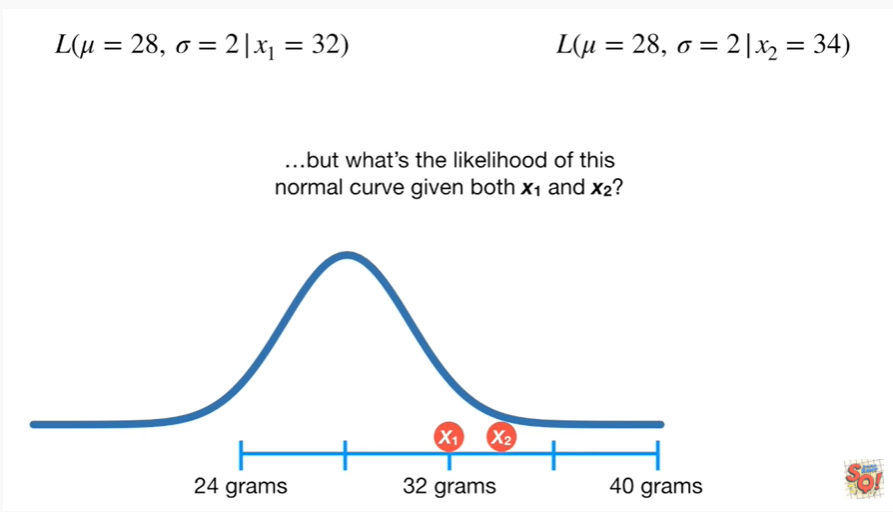 L(μ = 28, σ = 2|x₁ = 32)
L(μ = 28, σ = 2|x₂ = 34)
…but what’s the likelihood of this
normal curve given both x₁ and x₂?
X₁
X₂
24 grams
32 grams
40 grams
SQ!